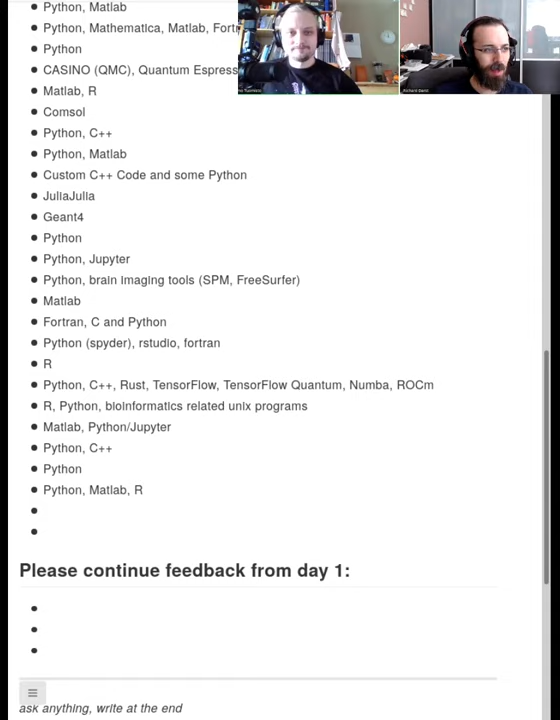 Python, Matlab
Python, Mathematica, Matlab, Fortr
Python
CASINO (QMC), Quantum Espress
Matlab, R
Comsol
Python, C++
Python, Matlab
Custom C++ Code and some Python
JuliaJulia
Geant4
Python
Python, Jupyter
Python, brain imaging tools (SPM, FreeSurfer)
Matlab
Fortran, C and Python
Python (spyder), rstudio, fortran
R
Python, C++, Rust, TensorFlow, TensorFlow Quantum, Numba, ROCm
R, Python, bioinformatics related unix programs
Matlab, Python/Jupyter
Python, C++
Python
Python, Matlab, R
Please continue feedback from day 1:
ask anything, write at the end